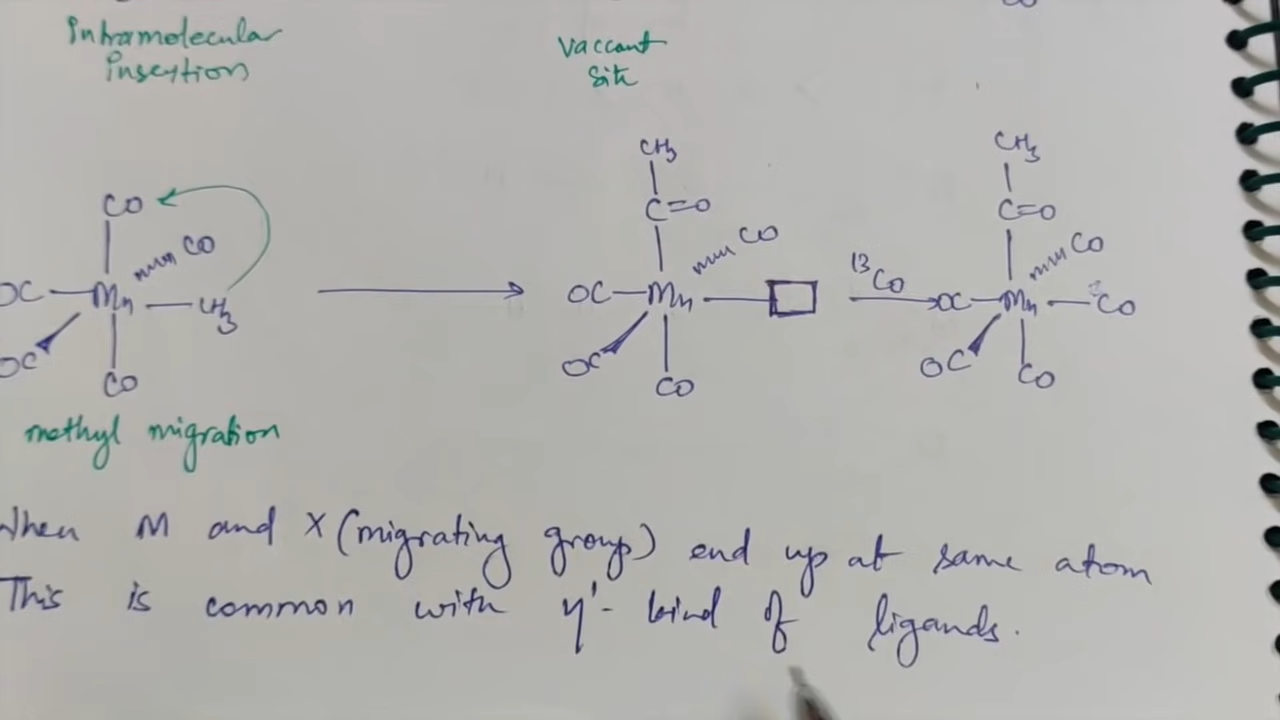 Intramolecular
insertion
Vaccant
site
CO
CO
OC Mn CH3
OC
CO
CH3
C=O
CO
OC Mn
OC
CO
13CO
CH3
C=O
CO
OC Mn CO
OC
CO
methyl migration
When M and X (migrating group) end up at same atom
This is common with η1- kind of ligands.